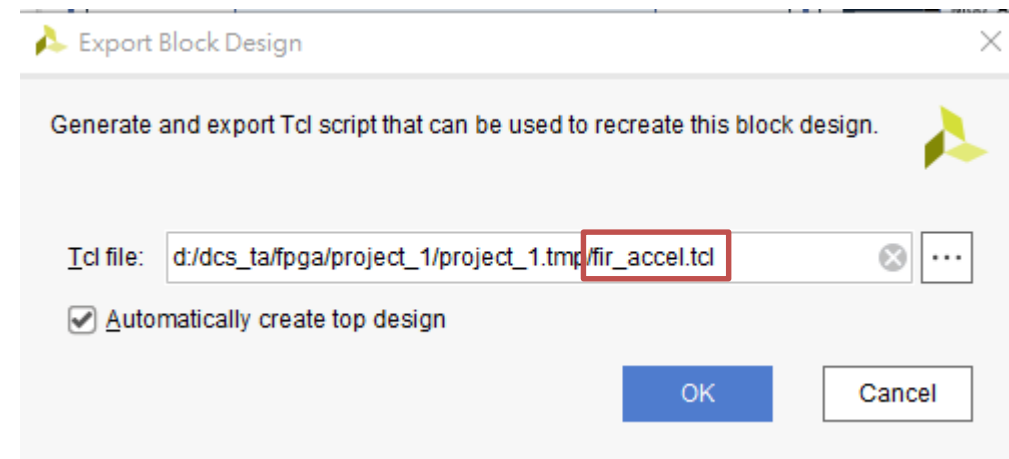 Export Block Design
Generate and export Tcl script that can be used to recreate this block design.
Tcl file: d:/dcs_ta/fpga/project_1/project_1.tmp/fir_accel.tcl
Automatically create top design
OK Cancel